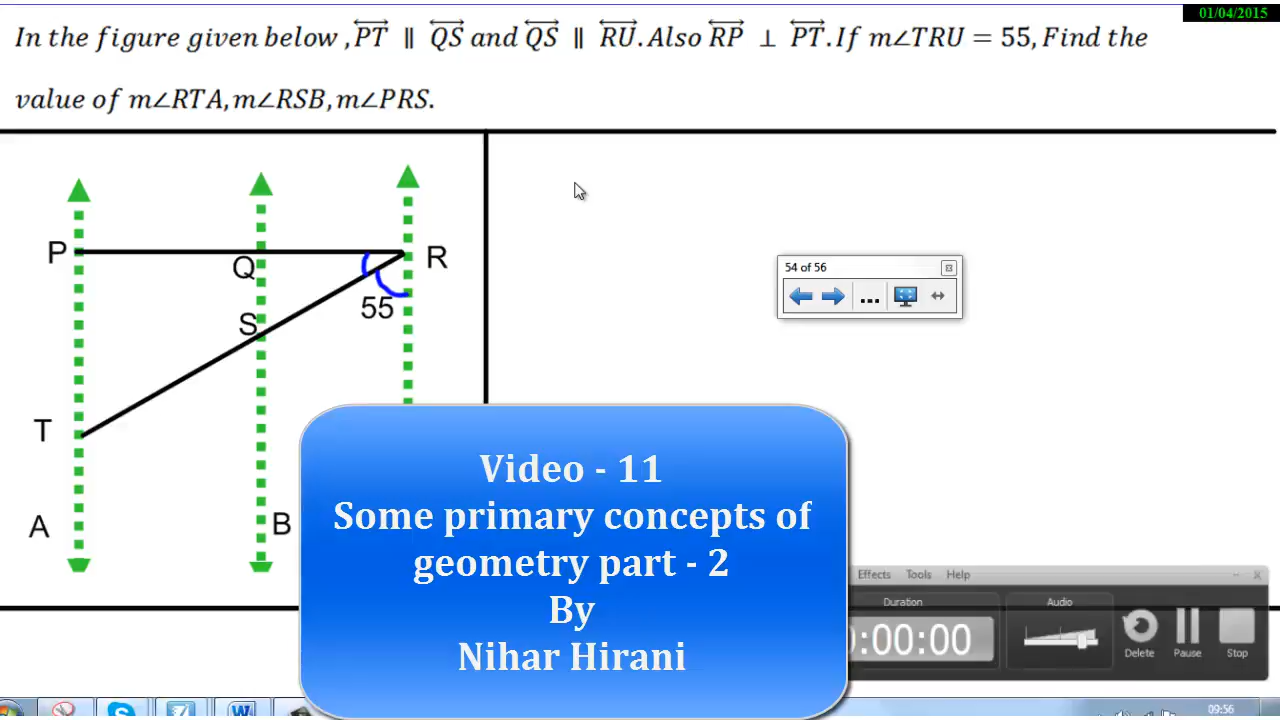 01/04/2015
In the figure given below ,PT ∥ QS and QS ∥ RU.Also RP ⊥ PT.If m∠TRU = 55,Find the
value of m∠RTA,m∠RSB,m∠PRS.
P
Q
R
S
55
T
A
B
54 of 56
...
Video - 11
Some primary concepts of
geometry part - 2
By
Nihar Hirani
Effects Tools Help
Duration
Audio
0:00:00
Delete Pause Stop
09:56